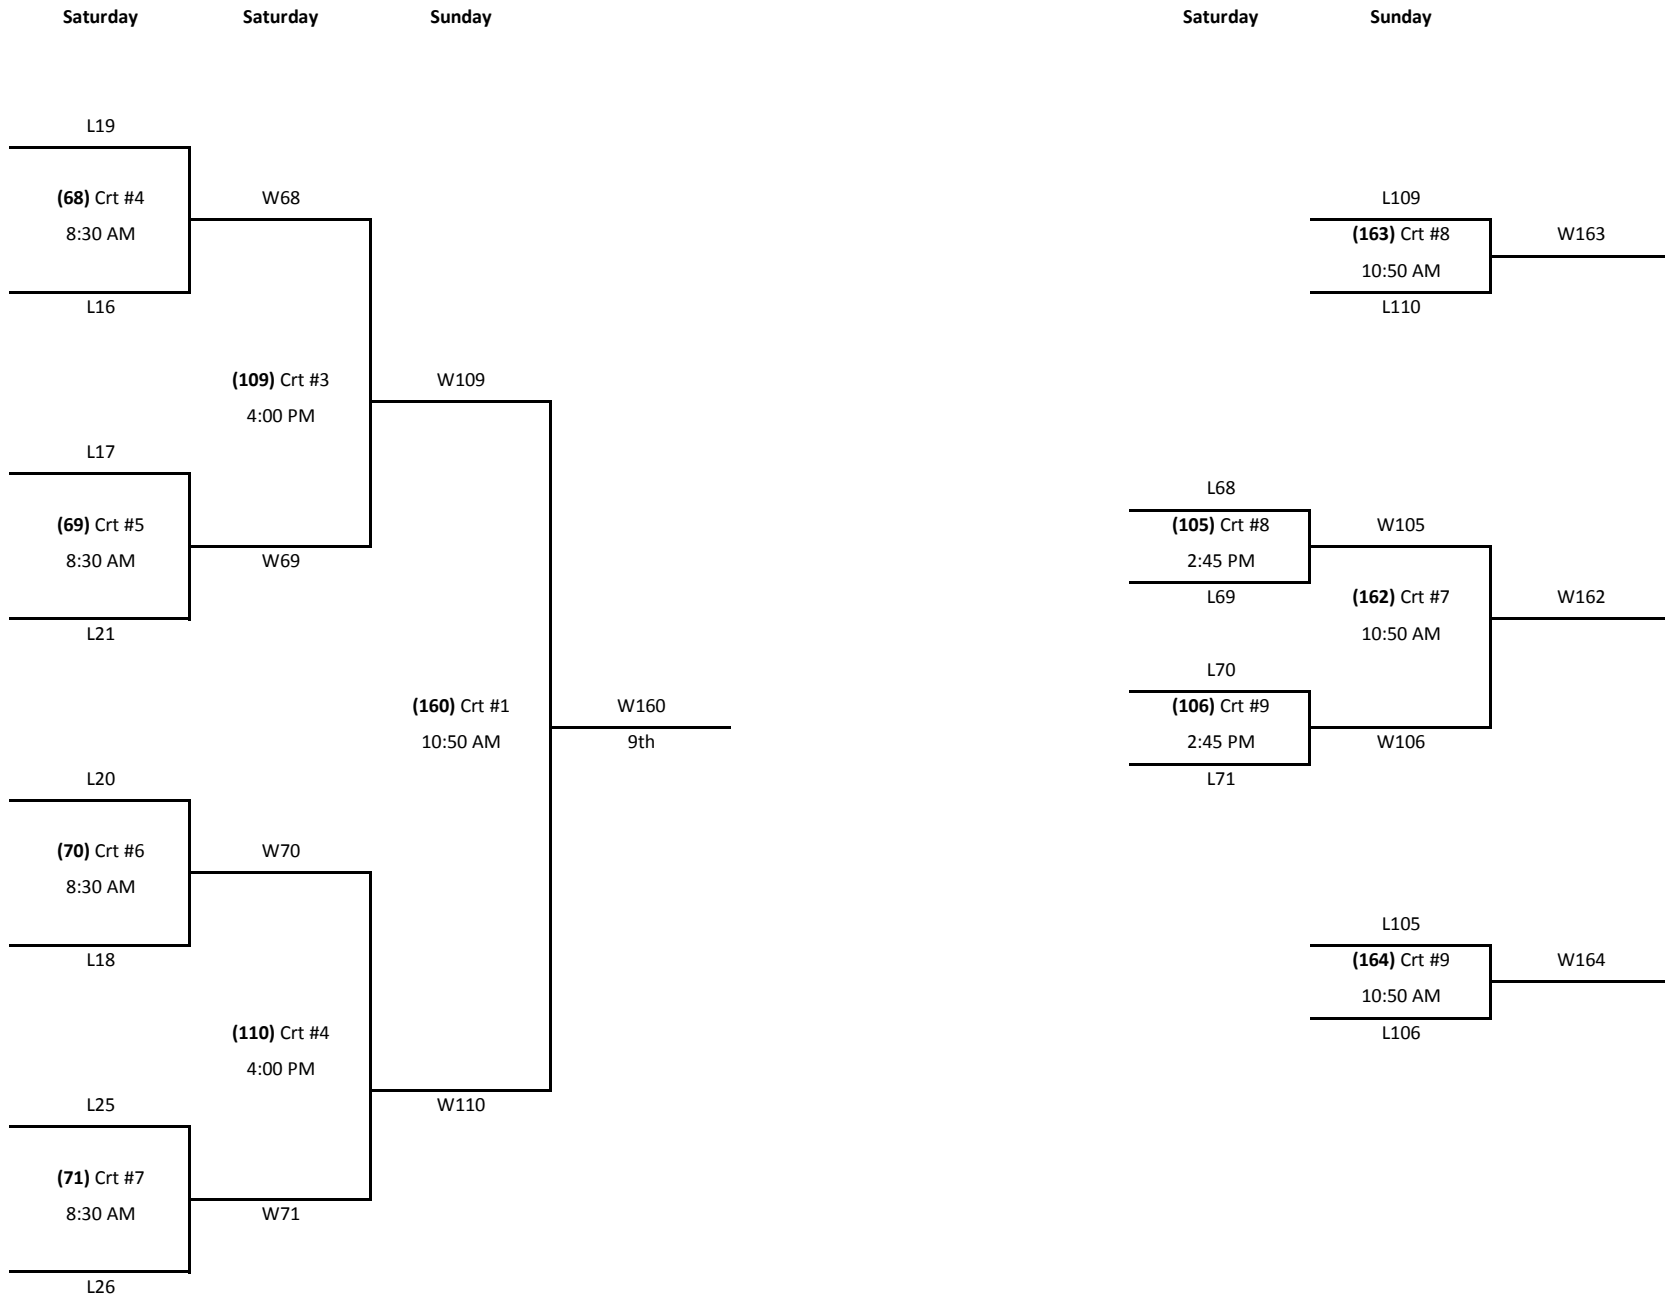 Saturday Saturday Sunday Saturday Sunday
L19
(68) Crt #4 W68
8:30 AM
L16
(109) Crt #3 W109
4:00 PM
L17
(69) Crt #5
8:30 AM W69
L21
(160) Crt #1 W160
10:50 AM 9th
L20
(70) Crt #6 W70
8:30 AM
L18
(110) Crt #4
4:00 PM
L25 W110
(71) Crt #7
8:30 AM W71
L26
L109
(163) Crt #8 W163
10:50 AM
L110
L68
(105) Crt #8 W105
2:45 PM
L69 (162) Crt #7 W162
10:50 AM
L70
(106) Crt #9
2:45 PM W106
L71
L105
(164) Crt #9 W164
10:50 AM
L106